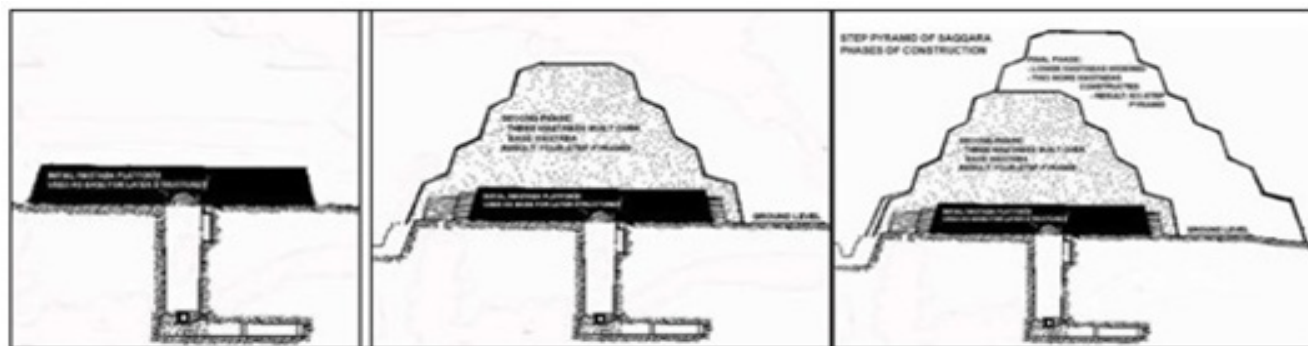 INITIAL MASTABA PLATFORM
USED AS BASE FOR LATER STRUCTURES
SECOND PHASE:
THREE MASTABAS BUILT OVER
BASE MASTABA
RESULT FOUR-STEP PYRAMID
INITIAL MASTABA PLATFORM
USED AS BASE FOR LATER STRUCTURES
GROUND LEVEL
STEP PYRAMID OF SAQQARA
PHASES OF CONSTRUCTION
FINAL PHASE:
- LOWER MASTABAS WIDENED
- TWO MORE MASTABAS
CONSTRUCTED
- RESULT: SIX-STEP
PYRAMID
SECOND PHASE:
THREE MASTABAS BUILT OVER
BASE MASTABA
RESULT FOUR-STEP PYRAMID
INITIAL MASTABA PLATFORM
USED AS BASE FOR LATER STRUCTURES
GROUND LEVEL